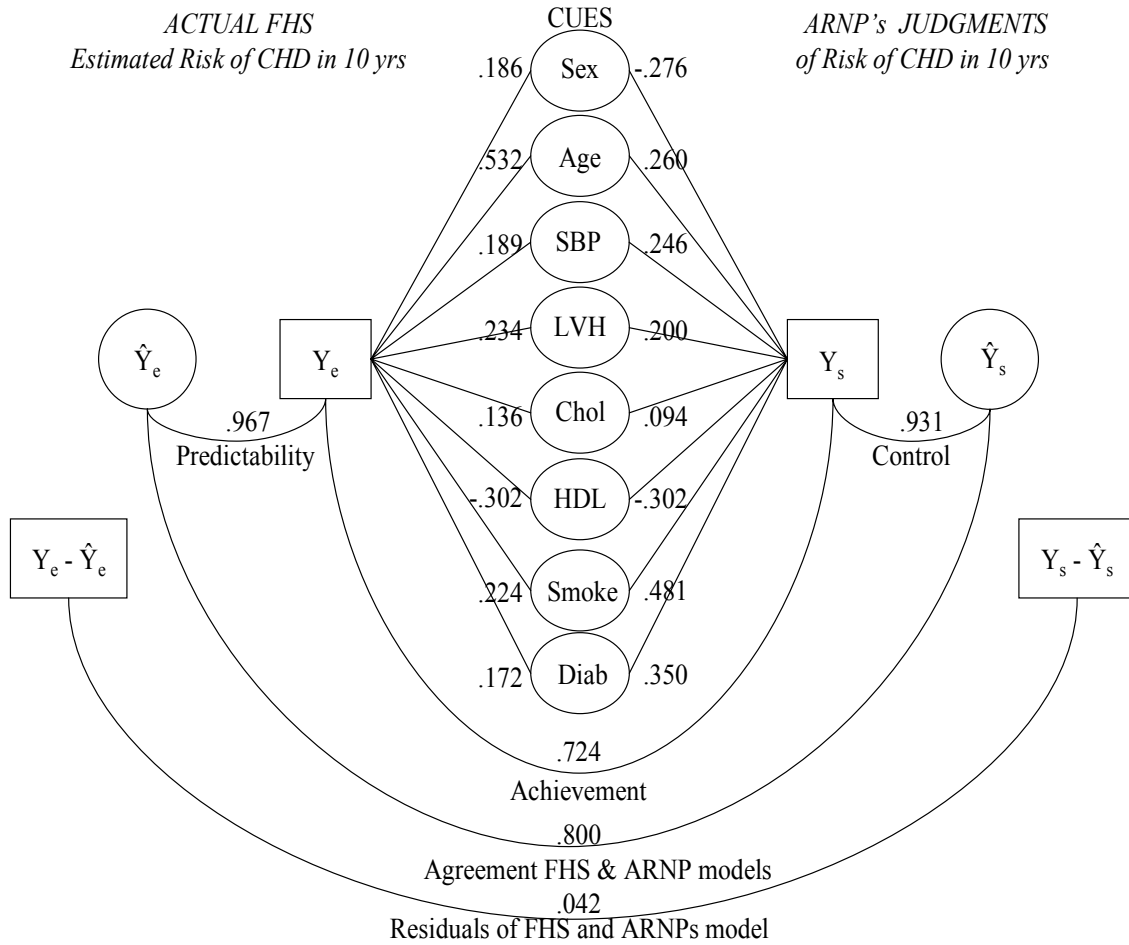 ACTUAL FHS
Estimated Risk of CHD in 10 yrs
CUES
ARNP's JUDGMENTS
of Risk of CHD in 10 yrs
.186 Sex -.276
.532 Age .260
.189 SBP .246
.234 LVH .200
Ŷe Ye Ys Ŷs
.136 Chol .094
.967 .931
Predictability Control
-.302 HDL -.302
Ye - Ŷe Ys - Ŷs
.224 Smoke .481
.172 Diab .350
.724
Achievement
.800
Agreement FHS & ARNP models
.042
Residuals of FHS and ARNPs model